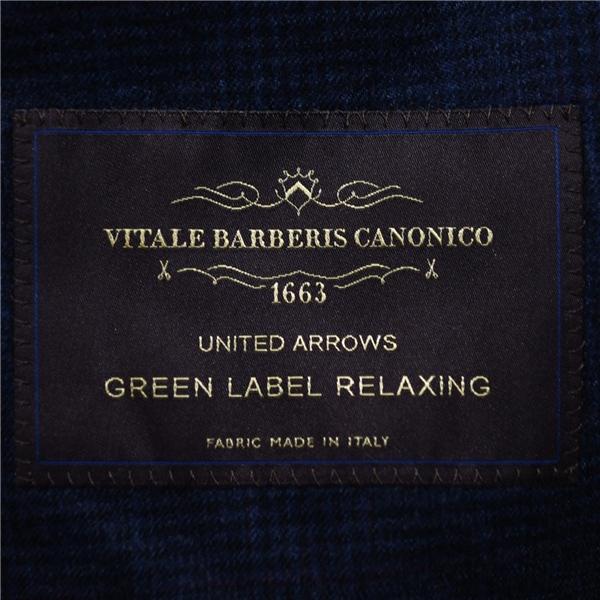 VITALE BARBERIS CANONICO
1663
UNITED ARROWS
GREEN LABEL RELAXING
FABRIC MADE IN ITALY